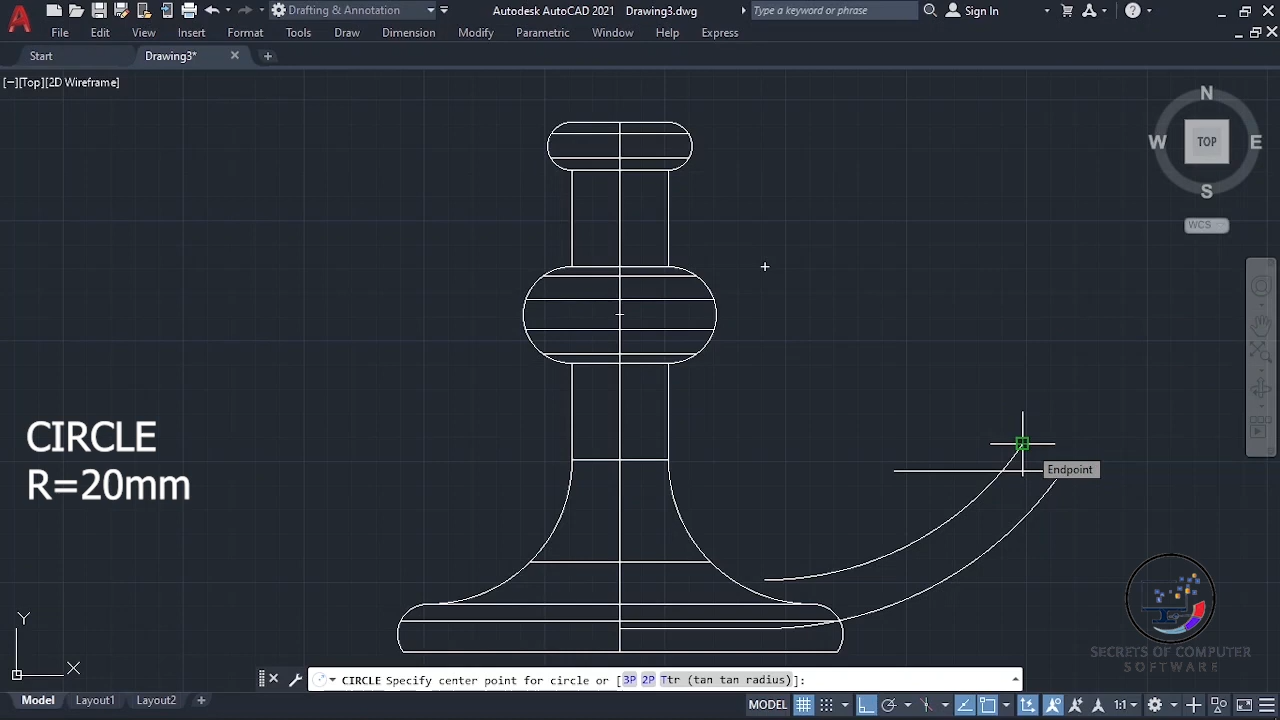 Drafting & Annotation
Autodesk AutoCAD 2021 Drawing3.dwg
Type a keyword or phrase
Sign In
File Edit View Insert Format Tools Draw Dimension Modify Parametric Window Help Express
Start
Drawing3*
[−][Top][2D Wireframe]
N
W TOP E
S
WCS
CIRCLE
R=20mm
Endpoint
Y
X
SECRETS OF COMPUTER
SOFTWARE
CIRCLE Specify center point for circle or [3P 2P Ttr (tan tan radius)]:
Model Layout1 Layout2
MODEL
1:1